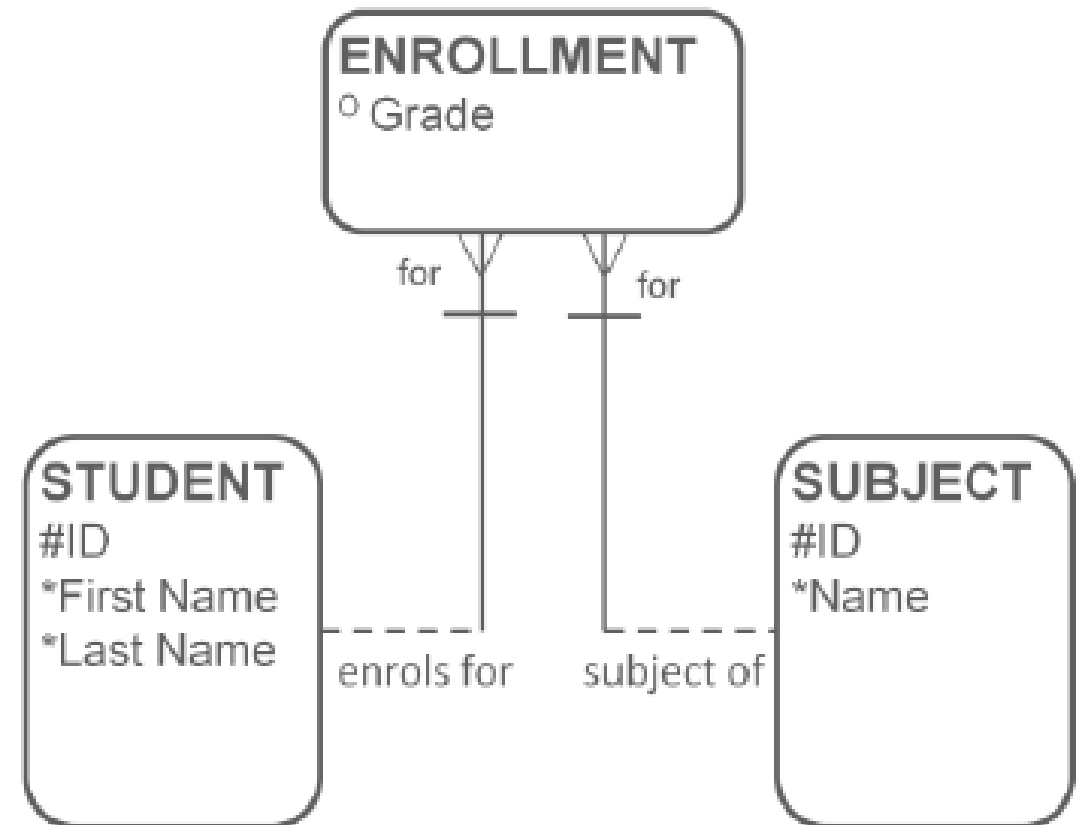 ENROLLMENT
o Grade
for
for
STUDENT
#ID
*First Name
*Last Name
enrols for
subject of
SUBJECT
#ID
*Name